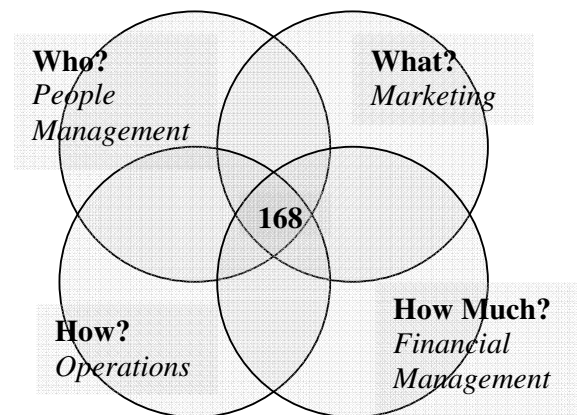 Who?
People
Management
What?
Marketing
168
How?
Operations
How Much?
Financial
Management